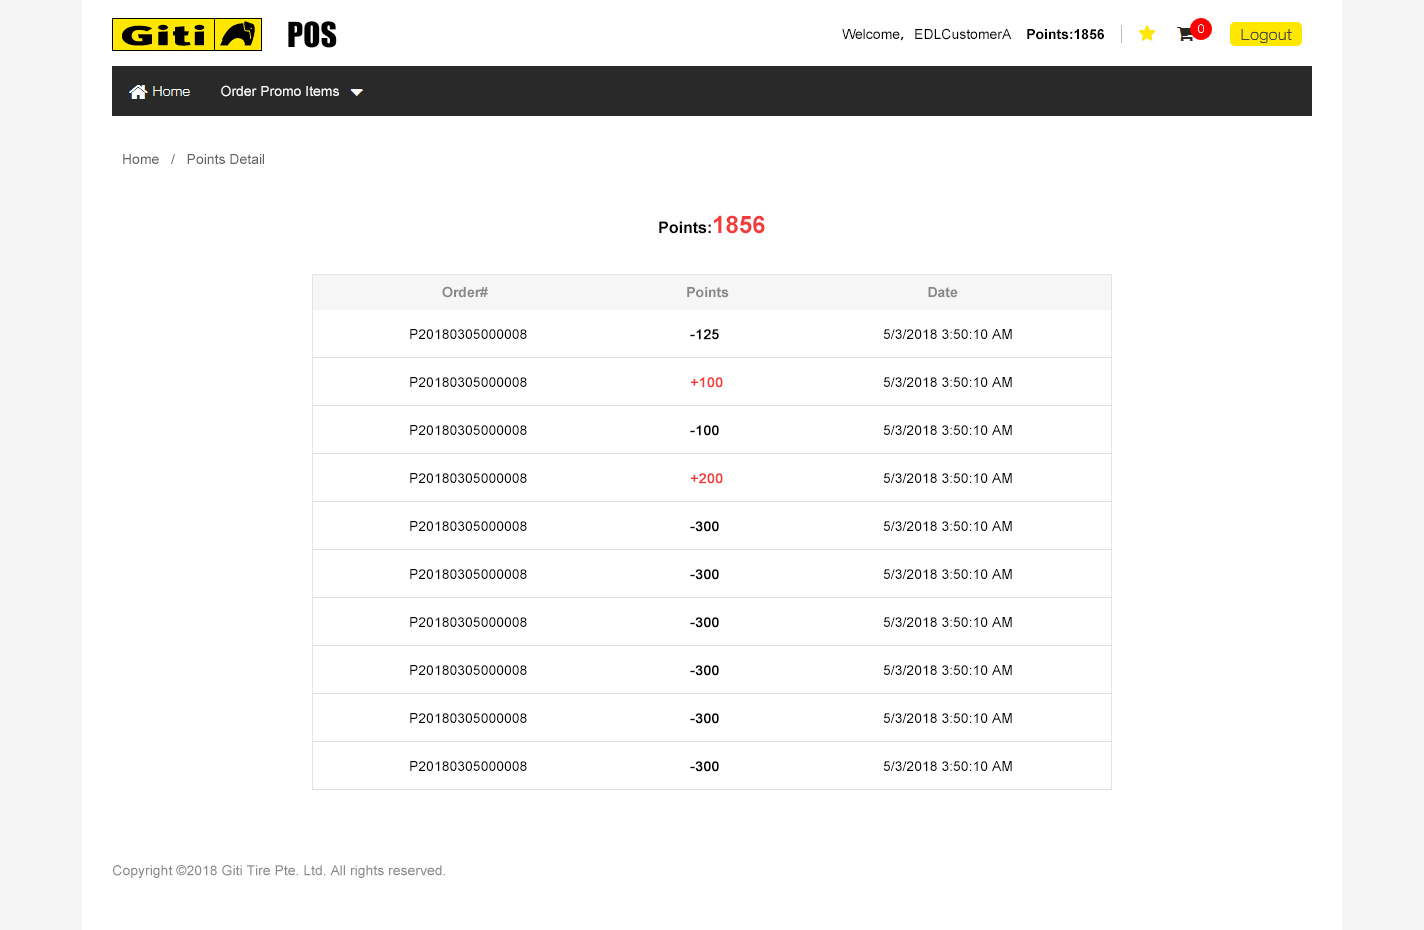 Giti POS Welcome, EDLCustomerA Points:1856 0 Logout
Home Order Promo Items
Home / Points Detail
Points:1856
Order# Points Date
P20180305000008 -125 5/3/2018 3:50:10 AM
P20180305000008 +100 5/3/2018 3:50:10 AM
P20180305000008 -100 5/3/2018 3:50:10 AM
P20180305000008 +200 5/3/2018 3:50:10 AM
P20180305000008 -300 5/3/2018 3:50:10 AM
P20180305000008 -300 5/3/2018 3:50:10 AM
P20180305000008 -300 5/3/2018 3:50:10 AM
P20180305000008 -300 5/3/2018 3:50:10 AM
P20180305000008 -300 5/3/2018 3:50:10 AM
P20180305000008 -300 5/3/2018 3:50:10 AM
Copyright ©2018 Giti Tire Pte. Ltd. All rights reserved.